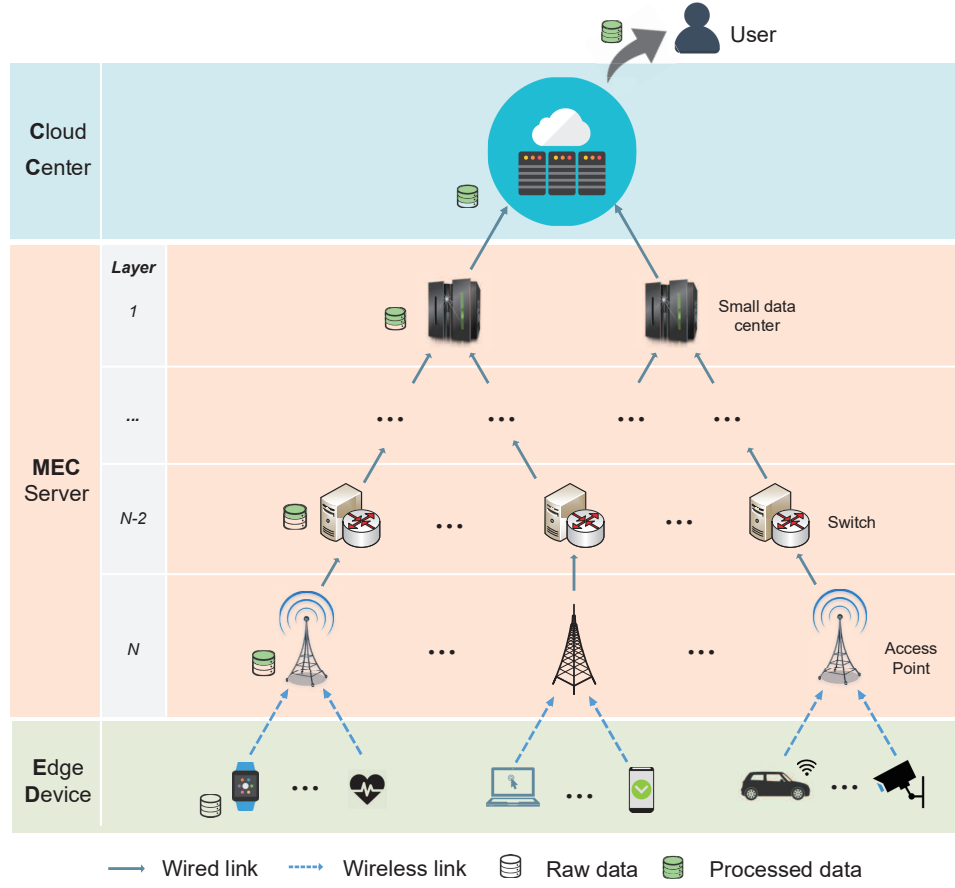 User
Cloud
Center
Layer
1
Small data
center
...
... ... ... ...
MEC
Server
N-2
... ...
Switch
N
... ...
Access
Point
Edge
Device
... ... ...
Wired link
Wireless link
Raw data
Processed data